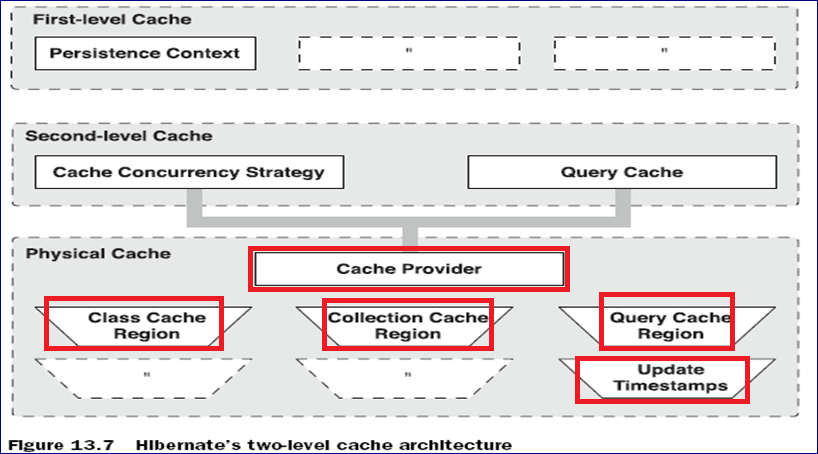 First-level Cache
Persistence Context
"
"
Second-level Cache
Cache Concurrency Strategy
Query Cache
Physical Cache
Cache Provider
Class Cache
Region
Collection Cache
Region
Query Cache
Region
"
"
Update
Timestamps
Figure 13.7 Hibernate's two-level cache architecture